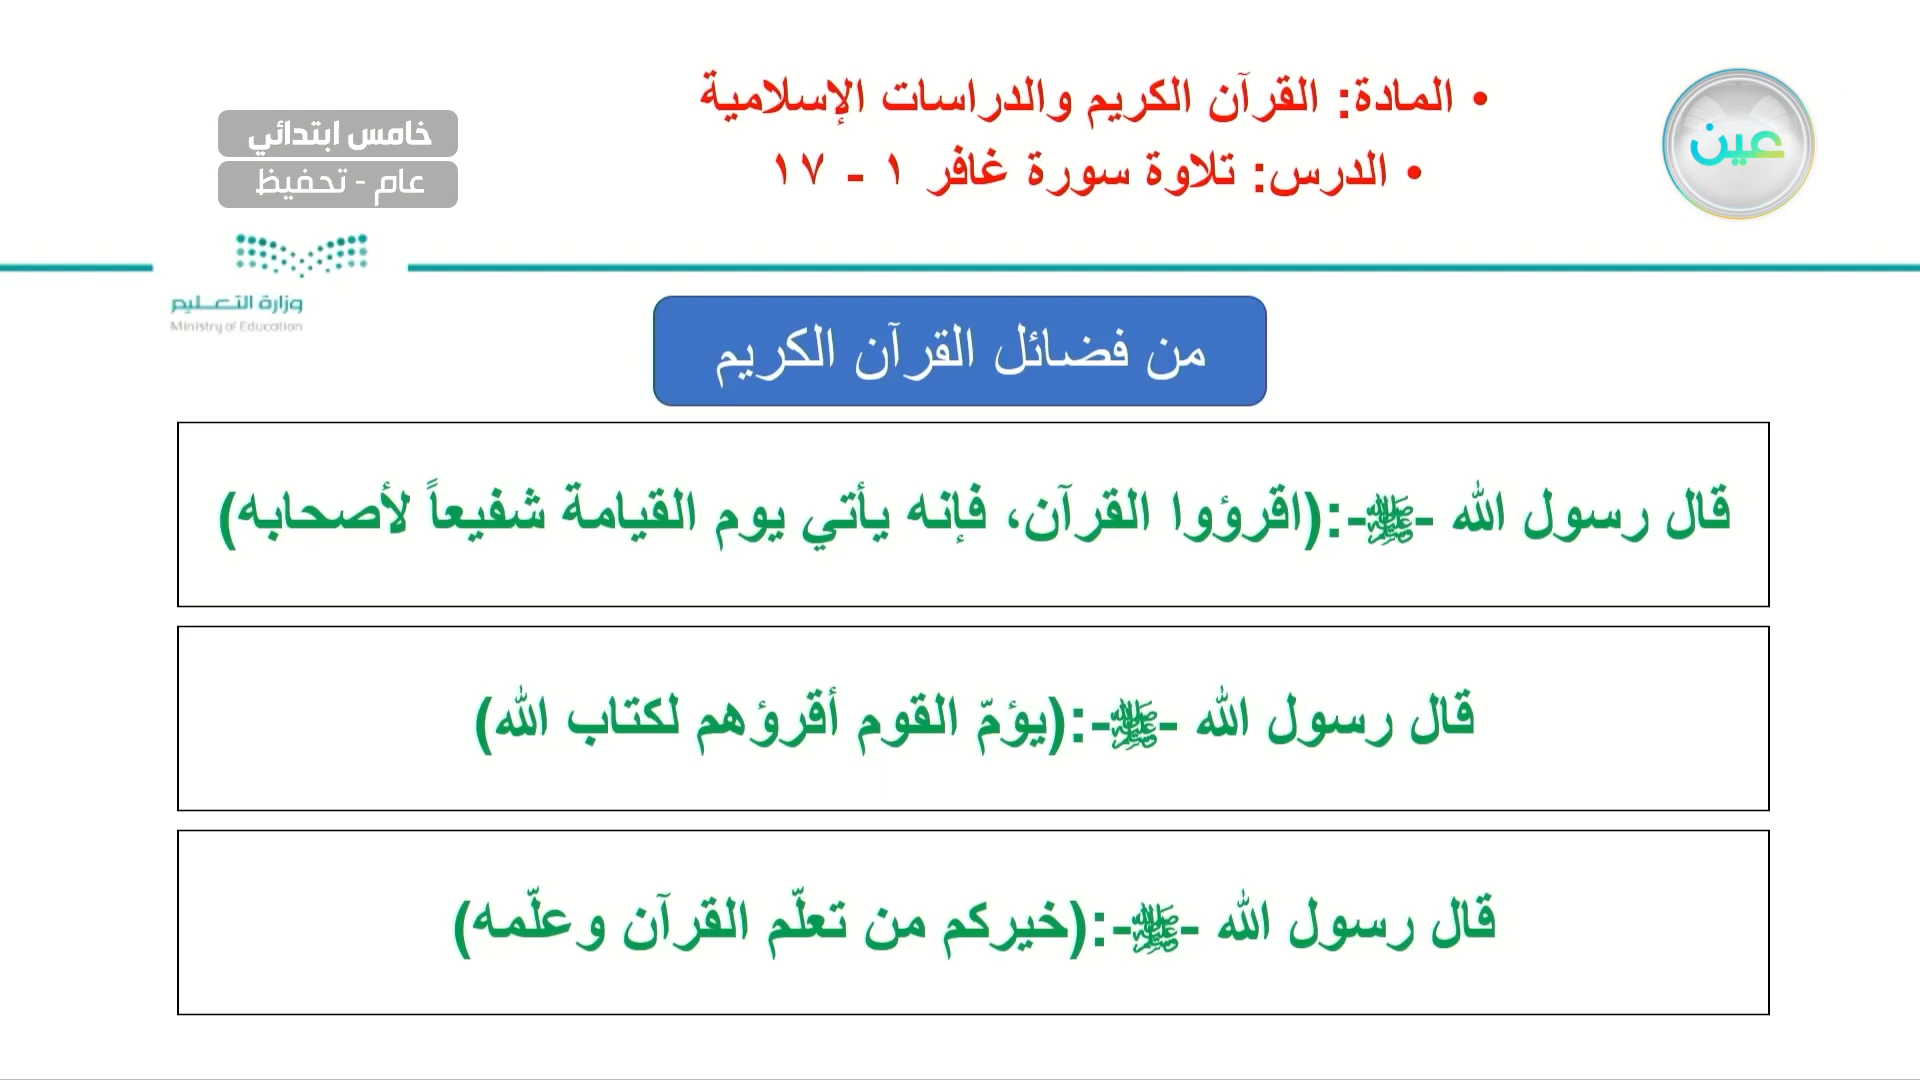 • المادة: القرآن الكريم والدراسات الإسلامية
• الدرس: تلاوة سورة غافر ١ - ١٧
عين
خامس ابتدائي
عام - تحفيظ
وزارة التعليم
Ministry of Education
من فضائل القرآن الكريم
قال رسول الله -ﷺ-:(اقرؤوا القرآن، فإنه يأتي يوم القيامة شفيعاً لأصحابه)
قال رسول الله -ﷺ-:(يؤمّ القوم أقرؤهم لكتاب الله)
قال رسول الله -ﷺ-:(خيركم من تعلّم القرآن وعلّمه)